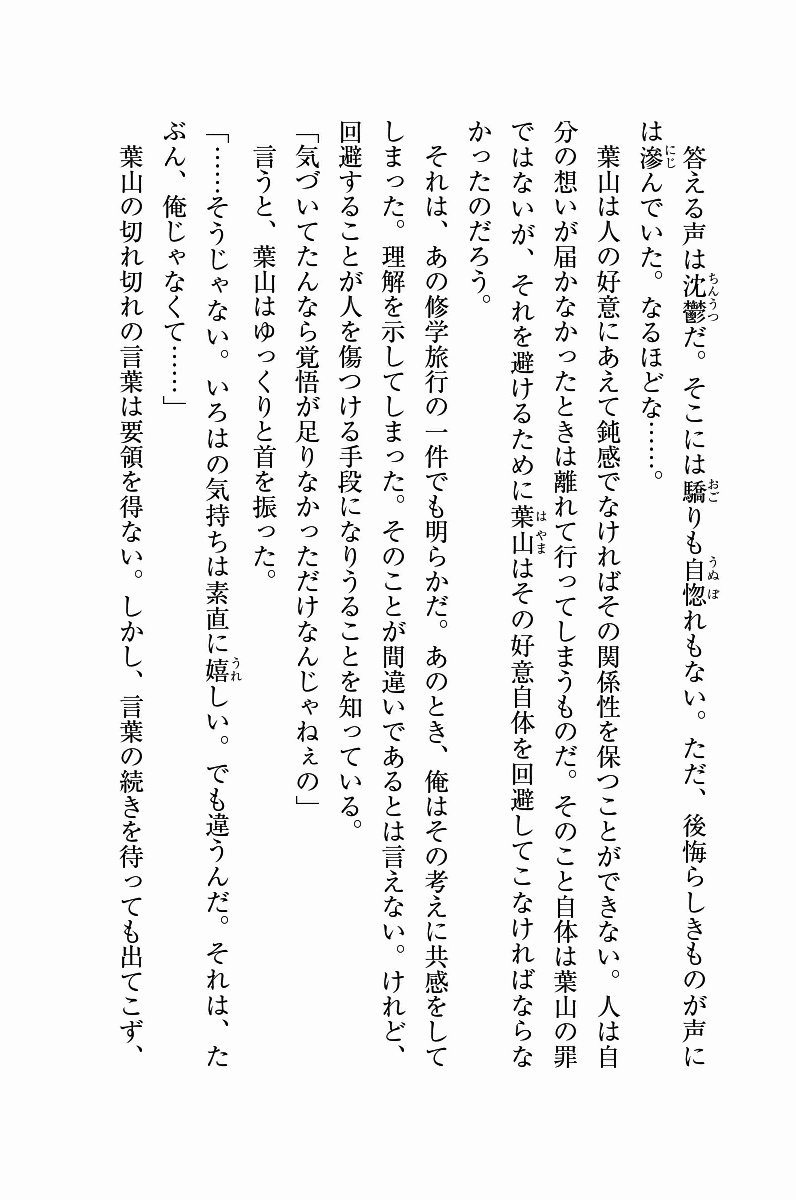 答える声は沈鬱だ。そこには驕りも自惚れもない。ただ、後悔らしきものが声に
は滲んでいた。なるほどな……。
　葉山は人の好意にあえて鈍感でなければその関係性を保つことができない。人は自
分の想いが届かなかったときは離れて行ってしまうものだ。そのこと自体は葉山の罪
ではないが、それを避けるために葉山はその好意自体を回避してこなければならな
かったのだろう。
　それは、あの修学旅行の一件でも明らかだ。あのとき、俺はその考えに共感をして
しまった。理解を示してしまった。そのことが間違いであるとは言えない。けれど、
回避することが人を傷つける手段になりうることを知っている。
「気づいてたんなら覚悟が足りなかっただけなんじゃねぇの」
　言うと、葉山はゆっくりと首を振った。
「……そうじゃない。いろはの気持ちは素直に嬉しい。でも違うんだ。それは、た
ぶん、俺じゃなくて……」
　葉山の切れ切れの言葉は要領を得ない。しかし、言葉の続きを待っても出てこず、